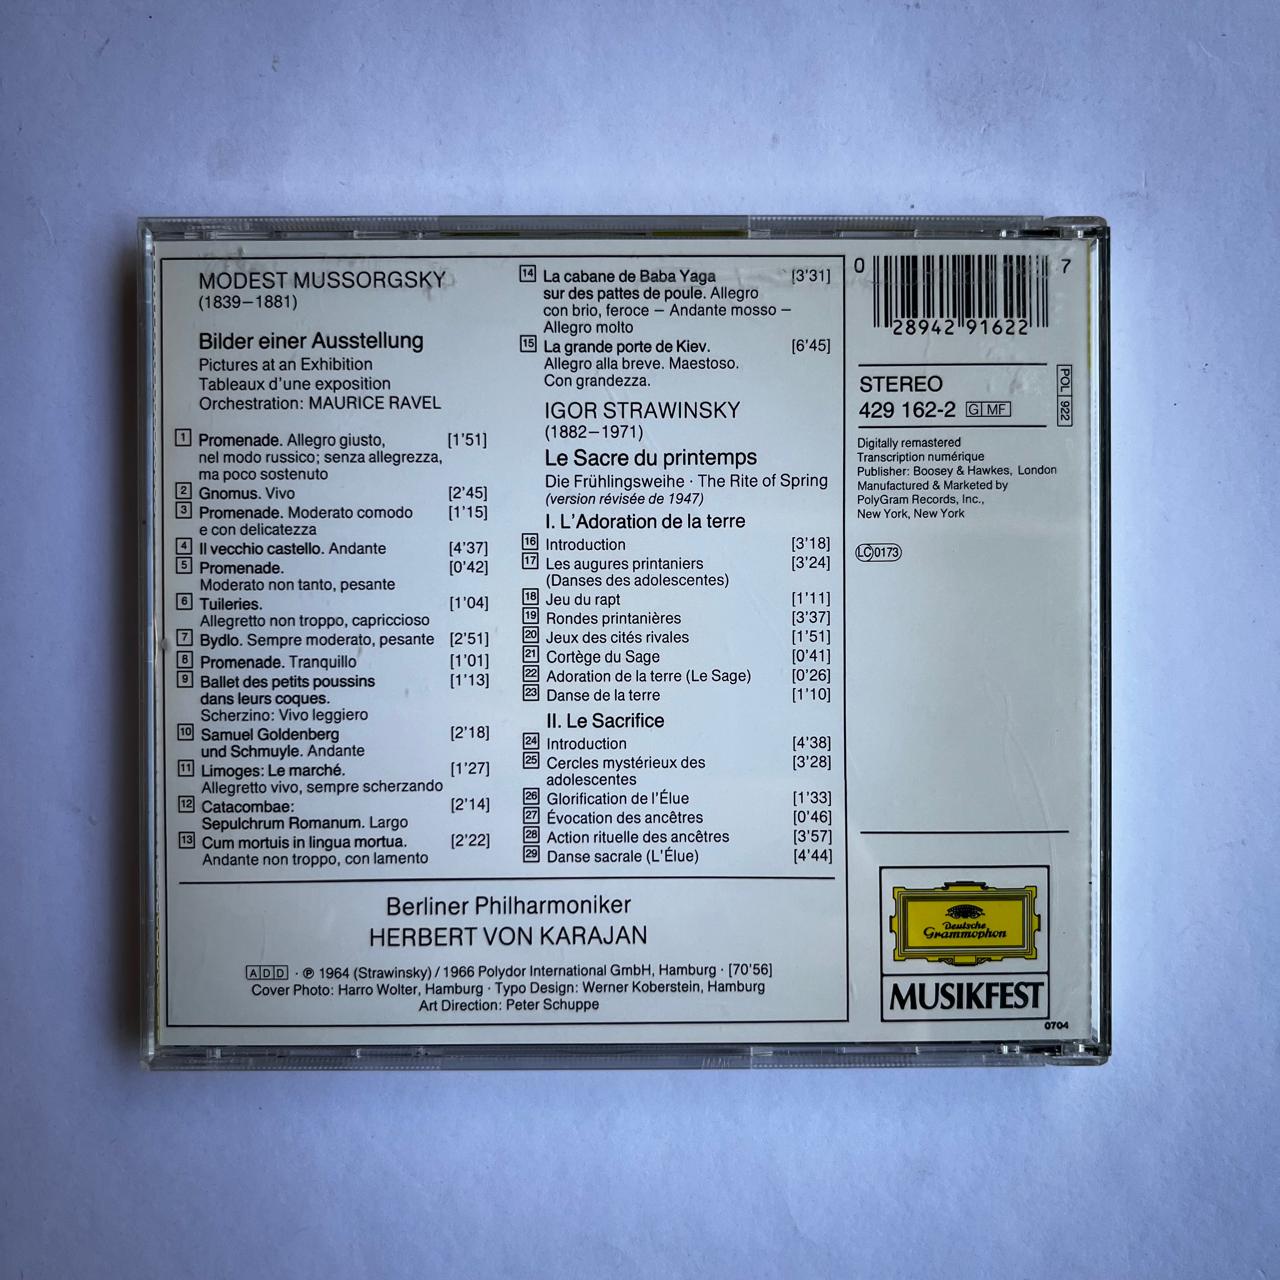 MODEST MUSSORGSKY
(1839–1881)
Bilder einer Ausstellung
Pictures at an Exhibition
Tableaux d'une exposition
Orchestration: MAURICE RAVEL
1 Promenade. Allegro giusto, [1'51]
nel modo russico; senza allegrezza,
ma poco sostenuto
2 Gnomus. Vivo [2'45]
3 Promenade. Moderato comodo [1'15]
e con delicatezza
4 Il vecchio castello. Andante [4'37]
5 Promenade. [0'42]
Moderato non tanto, pesante
6 Tuileries. [1'04]
Allegretto non troppo, capriccioso
7 Bydlo. Sempre moderato, pesante [2'51]
8 Promenade. Tranquillo [1'01]
9 Ballet des petits poussins [1'13]
dans leurs coques.
Scherzino: Vivo leggiero
10 Samuel Goldenberg [2'18]
und Schmuyle. Andante
11 Limoges: Le marché. [1'27]
Allegretto vivo, sempre scherzando
12 Catacombae: [2'14]
Sepulchrum Romanum. Largo
13 Cum mortuis in lingua mortua. [2'22]
Andante non troppo, con lamento
14 La cabane de Baba Yaga [3'31]
sur des pattes de poule. Allegro
con brio, feroce – Andante mosso –
Allegro molto
15 La grande porte de Kiev. [6'45]
Allegro alla breve. Maestoso.
Con grandezza.
IGOR STRAWINSKY
(1882–1971)
Le Sacre du printemps
Die Frühlingsweihe · The Rite of Spring
(version révisée de 1947)
I. L'Adoration de la terre
16 Introduction [3'18]
17 Les augures printaniers [3'24]
(Danses des adolescentes)
18 Jeu du rapt [1'11]
19 Rondes printanières [3'37]
20 Jeux des cités rivales [1'51]
21 Cortège du Sage [0'41]
22 Adoration de la terre (Le Sage) [0'26]
23 Danse de la terre [1'10]
II. Le Sacrifice
24 Introduction [4'38]
25 Cercles mystérieux des [3'28]
adolescentes
26 Glorification de l'Élue [1'33]
27 Évocation des ancêtres [0'46]
28 Action rituelle des ancêtres [3'57]
29 Danse sacrale (L'Élue) [4'44]
Berliner Philharmoniker
HERBERT VON KARAJAN
ADD · ℗ 1964 (Strawinsky) / 1966 Polydor International GmbH, Hamburg · [70'56]
Cover Photo: Harro Wolter, Hamburg · Typo Design: Werner Koberstein, Hamburg
Art Direction: Peter Schuppe
0 28942 91622 7
STEREO
429 162-2 G MF
POL 922
Digitally remastered
Transcription numérique
Publisher: Boosey & Hawkes, London
Manufactured & Marketed by
PolyGram Records, Inc.,
New York, New York
LC 0173
Deutsche
Grammophon
MUSIKFEST
0704